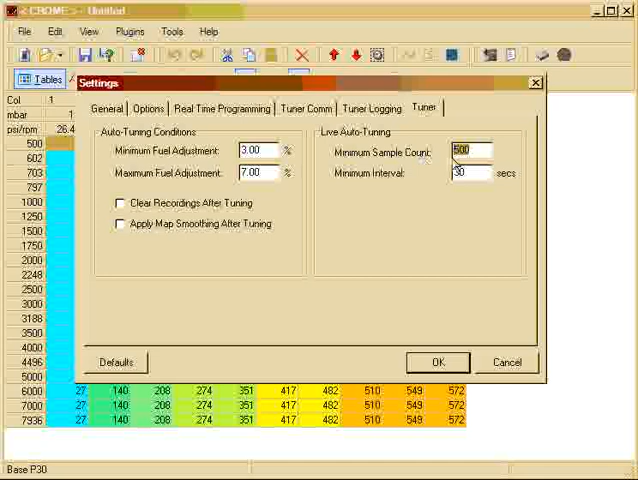 < CROME > - Untitled
File Edit View Plugins Tools Help
Tables
Settings
General Options Real Time Programming Tuner Comm Tuner Logging Tuner
Auto-Tuning Conditions
Minimum Fuel Adjustment: 3.00 %
Maximum Fuel Adjustment: 7.00 %
Clear Recordings After Tuning
Apply Map Smoothing After Tuning
Live Auto-Tuning
Minimum Sample Count: 500
Minimum Interval: 30 secs
Defaults OK Cancel
Col 1
mbar 1
psi/rpm 26.4
500
602
703
797
1000
1250
1500
1750
2000
2248
2500
3000
3188
3500
4000
4496
5000
6000 27 140 208 274 351 417 482 510 549 572
7000 27 140 208 274 351 417 482 510 549 572
7936 27 140 208 274 351 417 482 510 549 572
Base P30